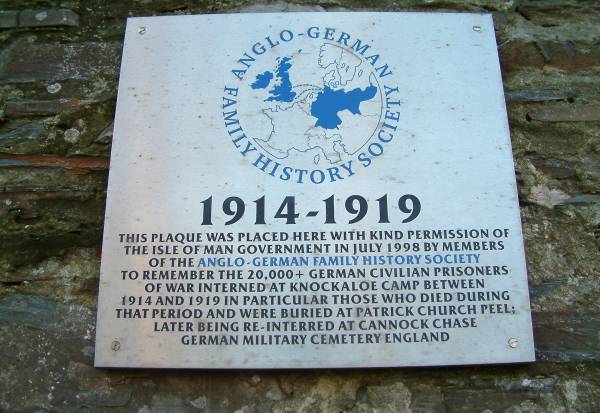 ANGLO-GERMAN
FAMILY HISTORY SOCIETY
1914-1919
THIS PLAQUE WAS PLACED HERE WITH KIND PERMISSION OF
THE ISLE OF MAN GOVERNMENT IN JULY 1998 BY MEMBERS
OF THE ANGLO-GERMAN FAMILY HISTORY SOCIETY
TO REMEMBER THE 20,000+ GERMAN CIVILIAN PRISONERS
OF WAR INTERNED AT KNOCKALOE CAMP BETWEEN
1914 AND 1919 IN PARTICULAR THOSE WHO DIED DURING
THAT PERIOD AND WERE BURIED AT PATRICK CHURCH PEEL;
LATER BEING RE-INTERRED AT CANNOCK CHASE
GERMAN MILITARY CEMETERY ENGLAND